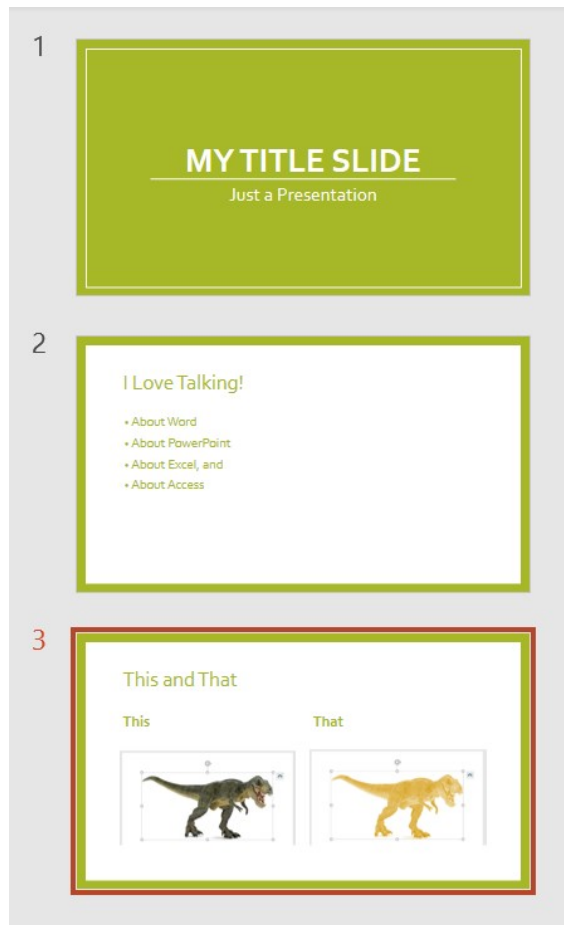 1
MY TITLE SLIDE
Just a Presentation
2
I Love Talking!
• About Word
• About PowerPoint
• About Excel, and
• About Access
3
This and That
This
That